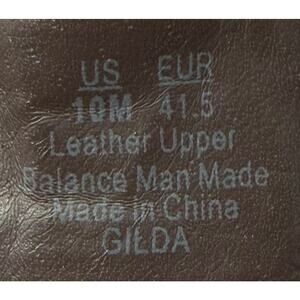 US EUR
10M 41.5
Leather Upper
Balance Man Made
Made in China
GILDA